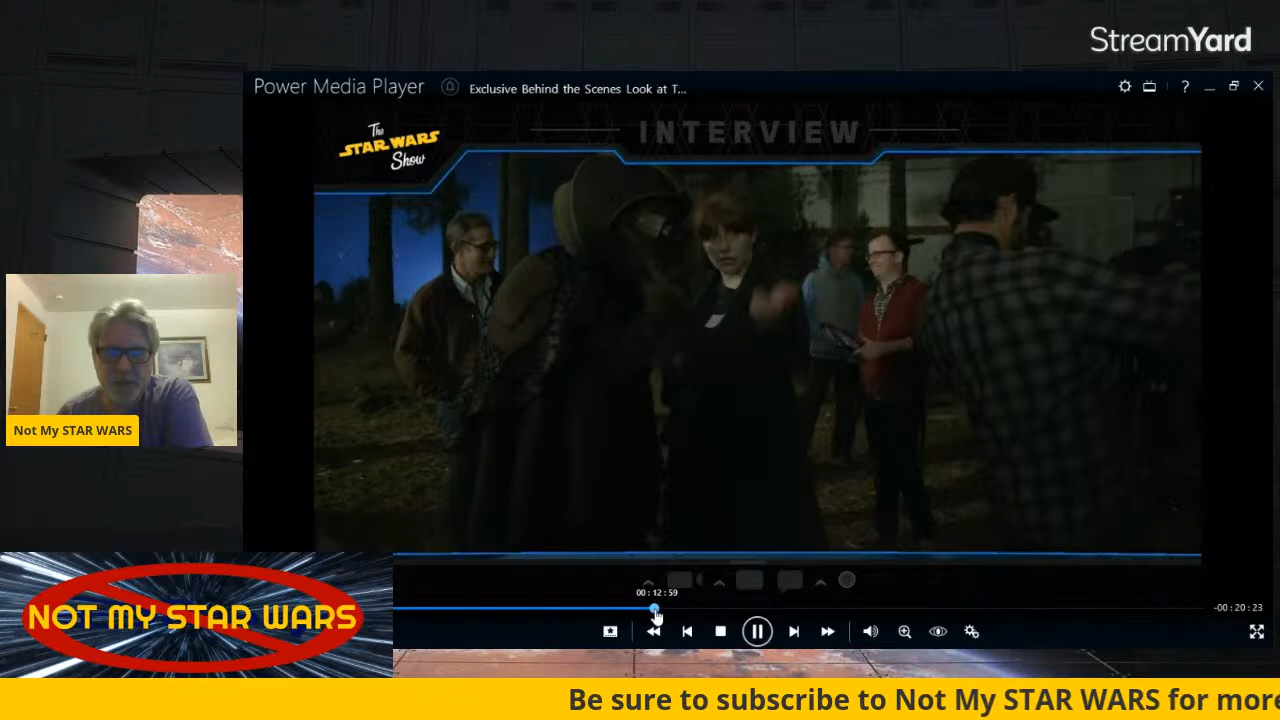 StreamYard
Power Media Player
Exclusive Behind the Scenes Look at T...
INTERVIEW
The
STAR WARS
Show
Not My STAR WARS
00:12:59
-00:20:23
NOT MY STAR WARS
Be sure to subscribe to Not My STAR WARS for more